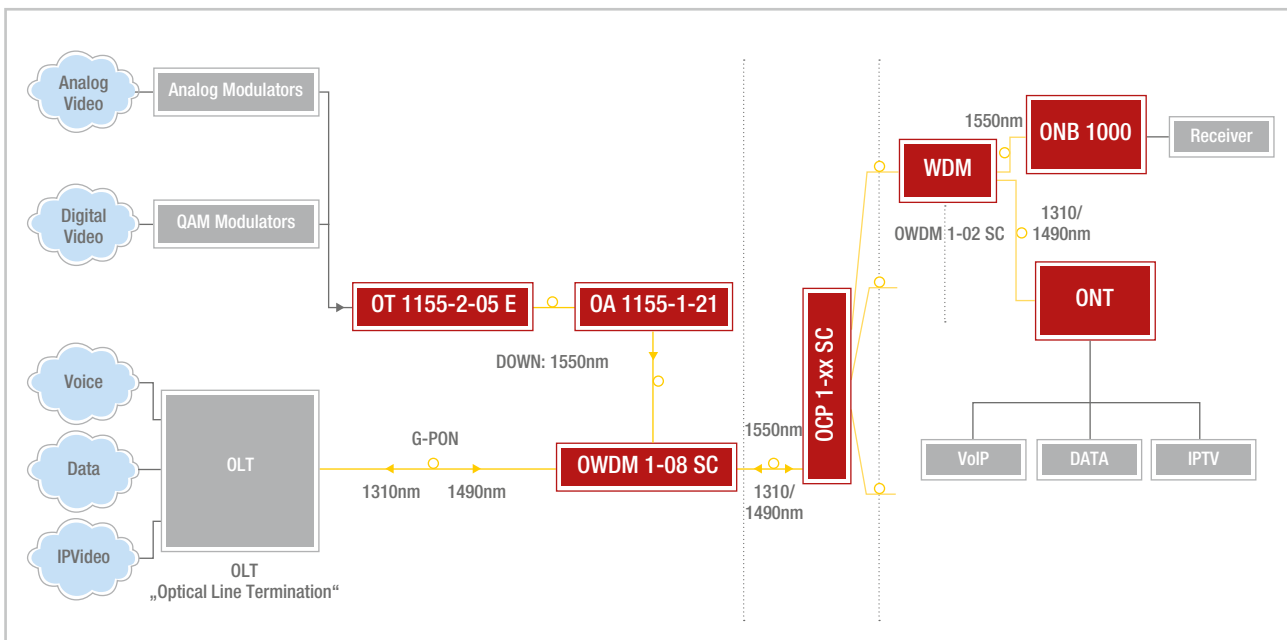 Analog
Video
Analog Modulators
Digital
Video
QAM Modulators
OT 1155-2-05 E
OA 1155-1-21
DOWN: 1550nm
Voice
Data
IPVideo
OLT
OLT
„Optical Line Termination“
G-PON
1310nm
1490nm
OWDM 1-08 SC
1550nm
1310/
1490nm
OCP 1-xx SC
WDM
OWDM 1-02 SC
1550nm
ONB 1000
Receiver
1310/
1490nm
ONT
VoIP
DATA
IPTV